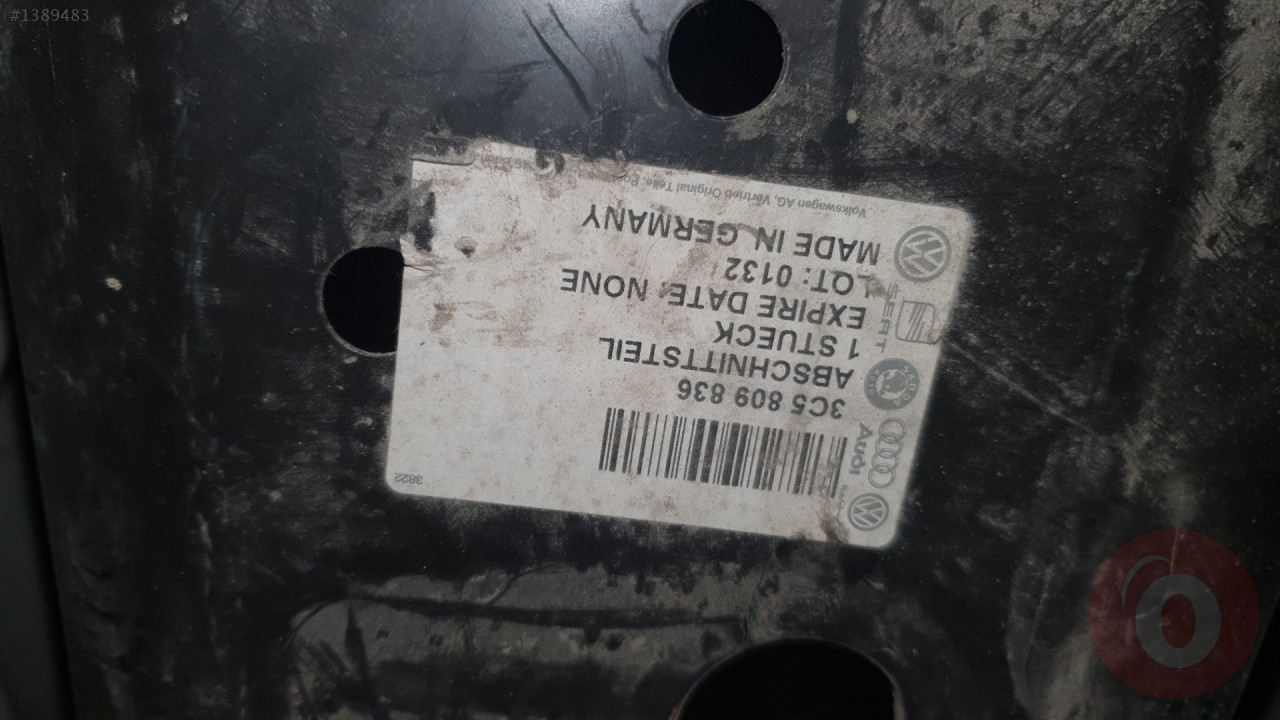 #1389483
3C5 809 836
ABSCHNITTSTEIL
1 STUECK
EXPIRE DATE: NONE
LOT: 0132
MADE IN GERMANY
Volkswagen AG, Vertrieb Original Teile,
SEAT
Audi
3822
O